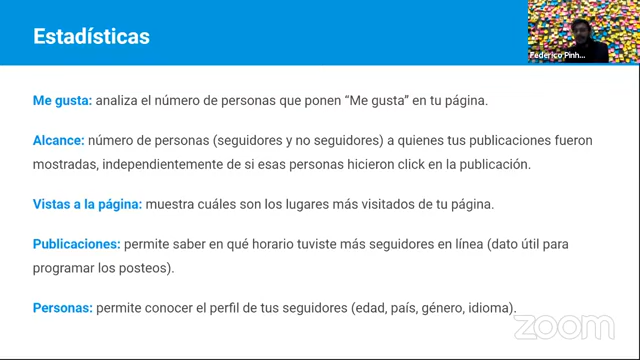 Estadísticas
Federico Pinh...
Me gusta: analiza el número de personas que ponen “Me gusta” en tu página.
Alcance: número de personas (seguidores y no seguidores) a quienes tus publicaciones fueron
mostradas, independientemente de si esas personas hicieron click en la publicación.
Vistas a la página: muestra cuáles son los lugares más visitados de tu página.
Publicaciones: permite saber en qué horario tuviste más seguidores en línea (dato útil para
programar los posteos).
Personas: permite conocer el perfil de tus seguidores (edad, país, género, idioma).
zoom